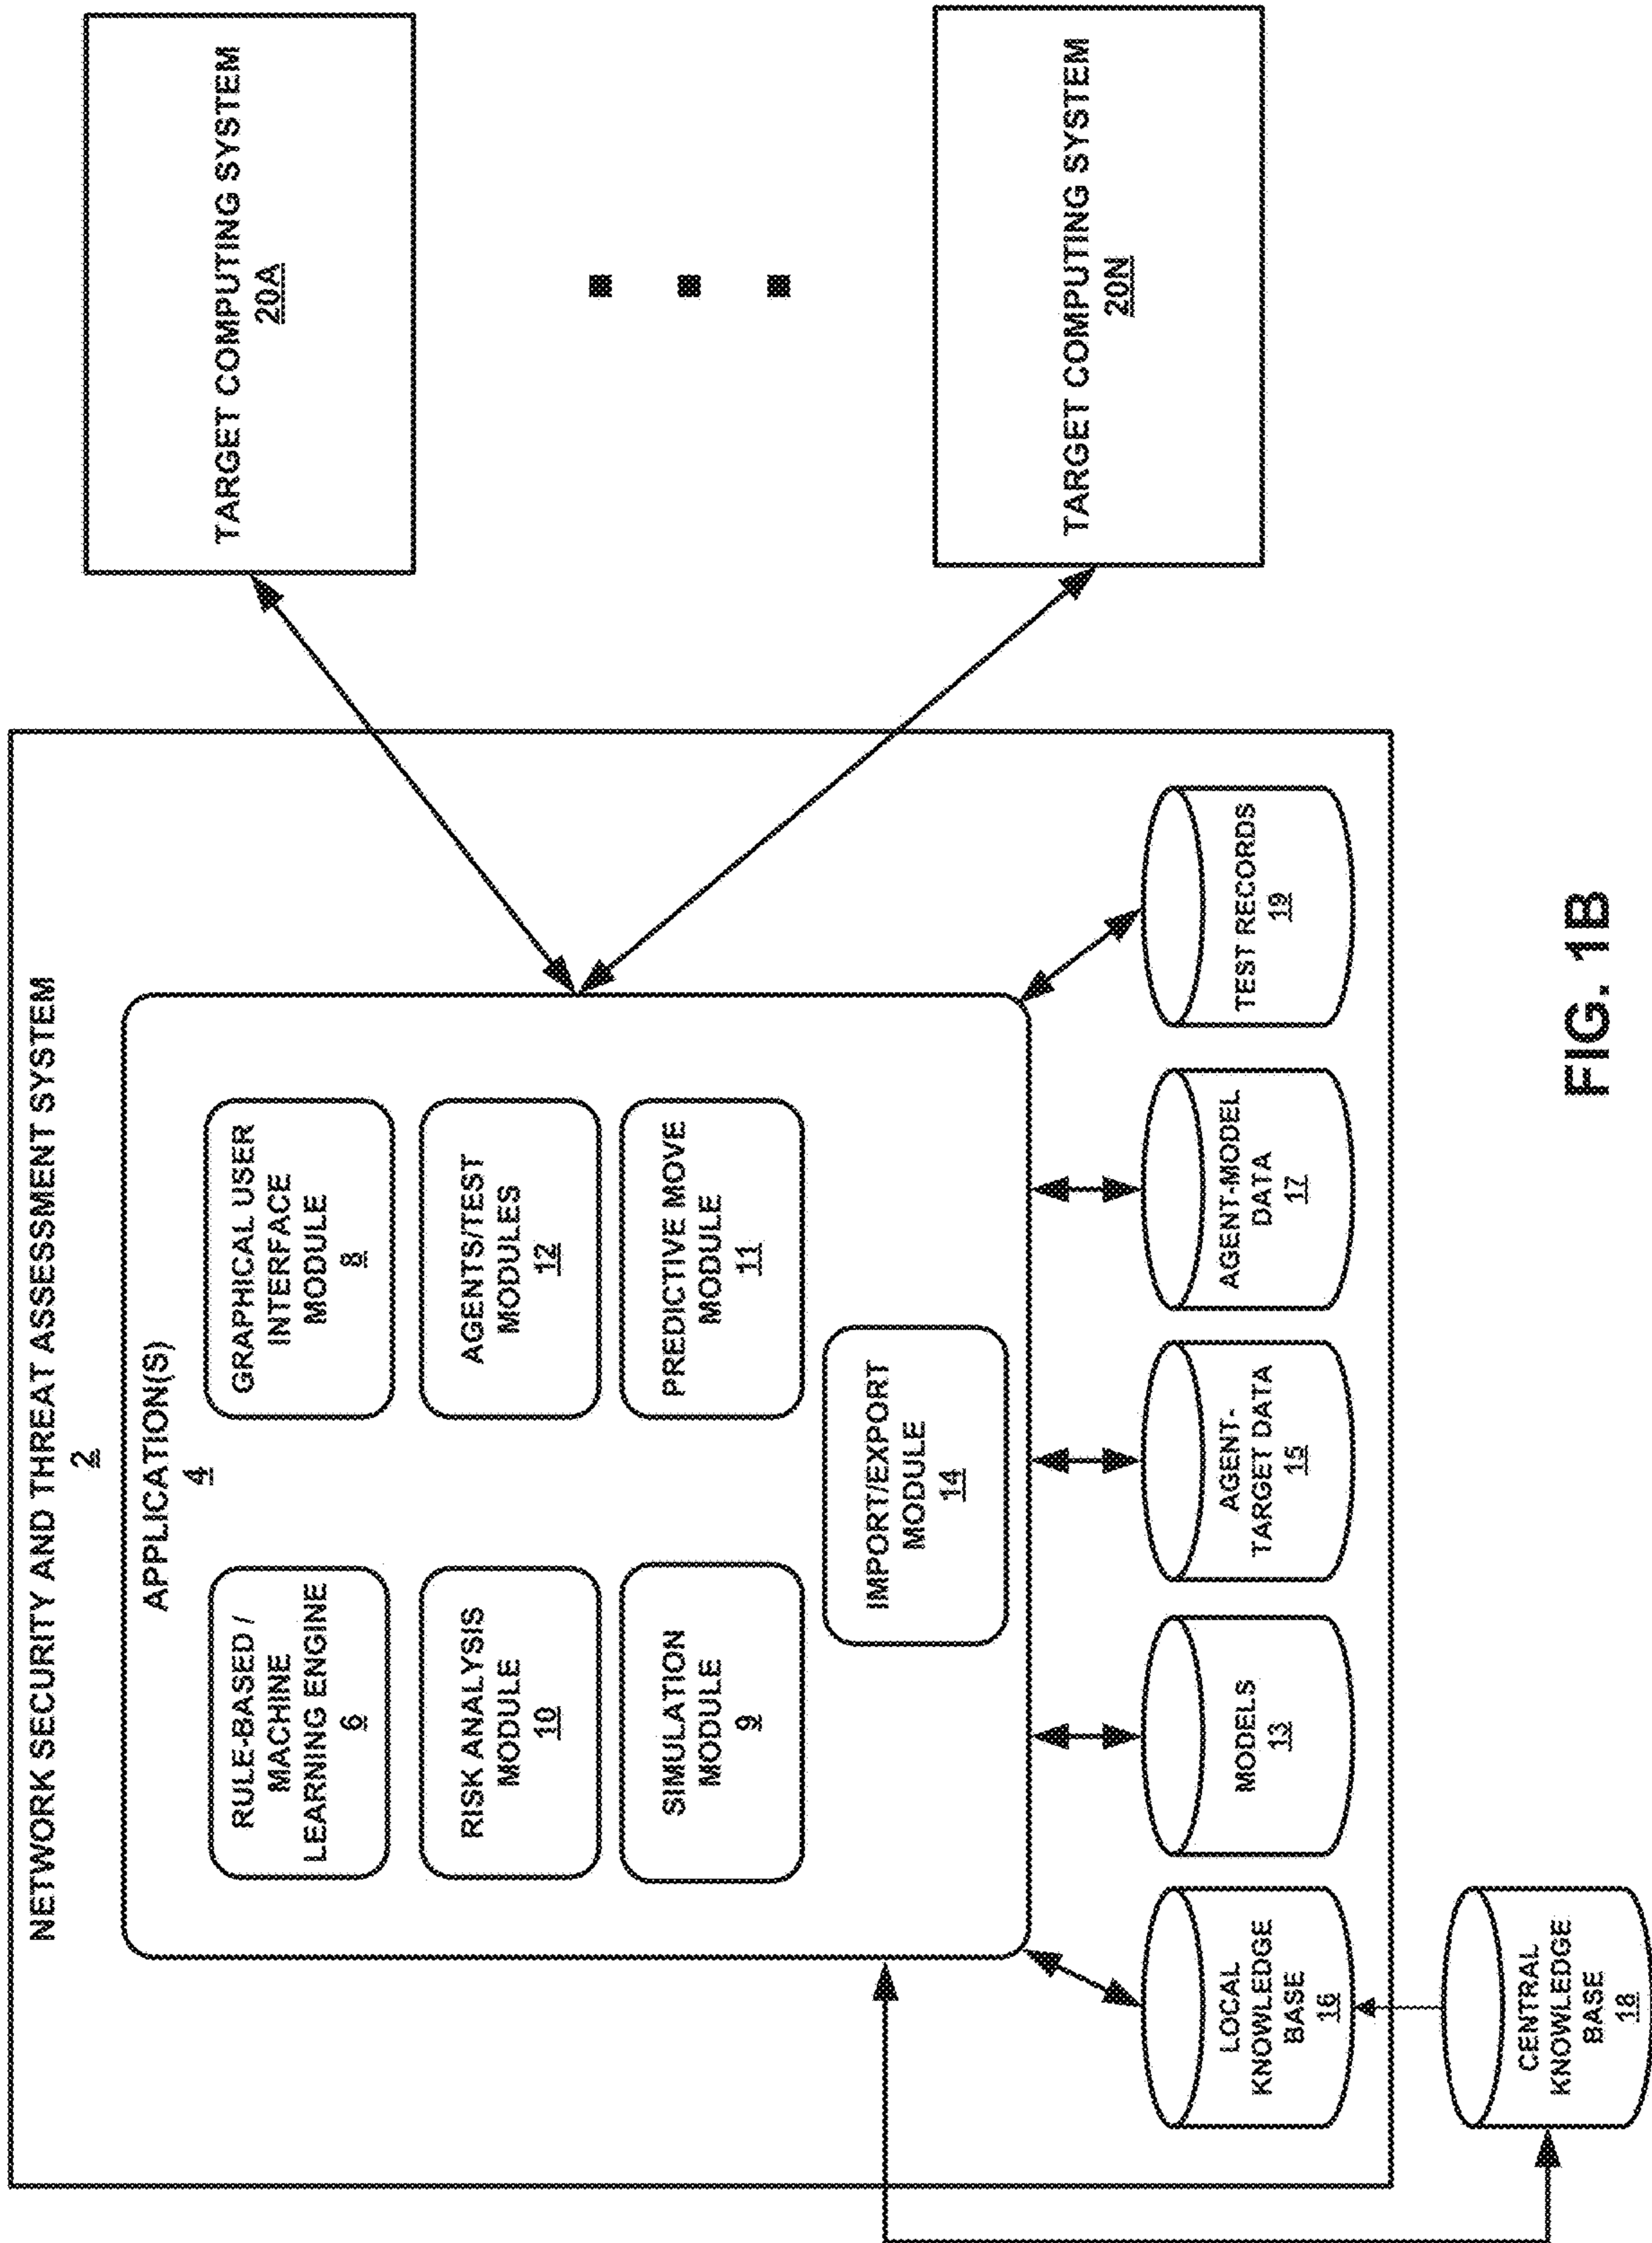 NETWORK SECURITY AND THREAT ASSESSMENT SYSTEM
2
APPLICATION(S)
4
RULE-BASED /
MACHINE
LEARNING ENGINE
6
GRAPHICAL USER
INTERFACE
MODULE
8
RISK ANALYSIS
MODULE
10
AGENTS/TEST
MODULES
12
SIMULATION
MODULE
9
PREDICTIVE MOVE
MODULE
11
IMPORT/EXPORT
MODULE
14
LOCAL
KNOWLEDGE
BASE
16
MODELS
13
AGENT-
TARGET DATA
15
AGENT-MODEL
DATA
17
TEST RECORDS
19
CENTRAL
KNOWLEDGE
BASE
18
TARGET COMPUTING SYSTEM
20A
TARGET COMPUTING SYSTEM
20N
FIG. 1B